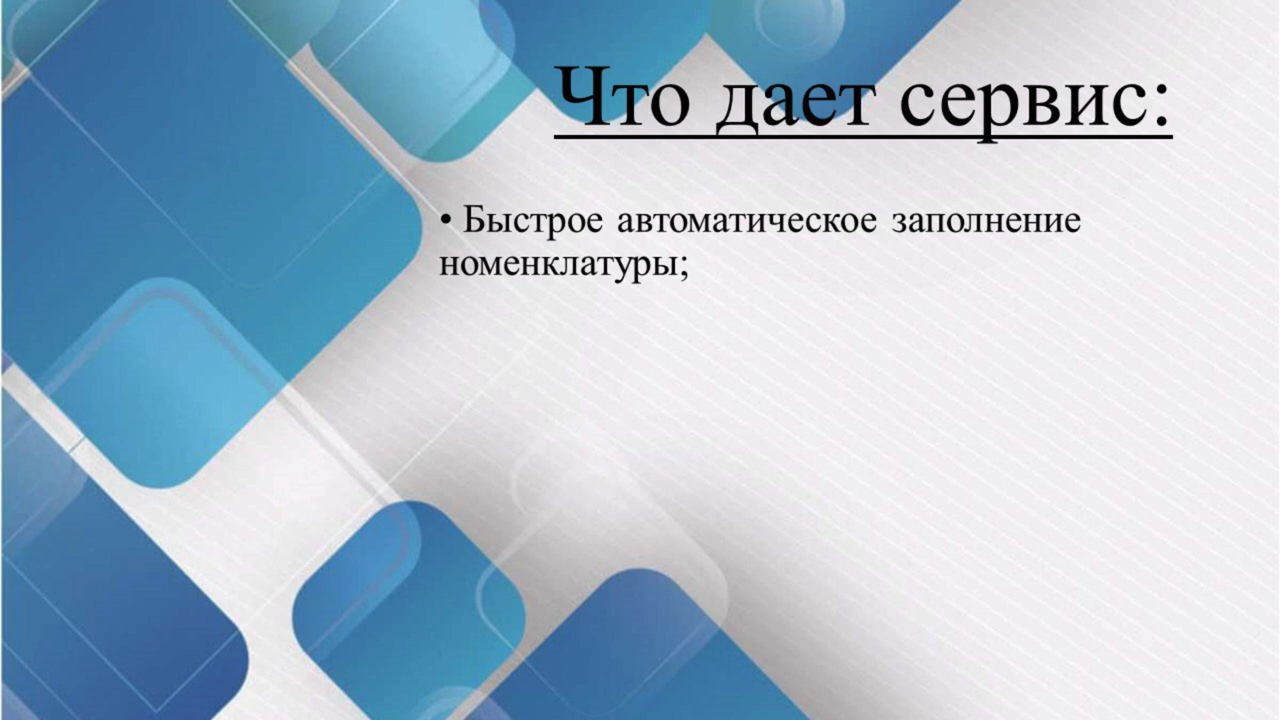 Что дает сервис:
• Быстрое автоматическое заполнение
номенклатуры;